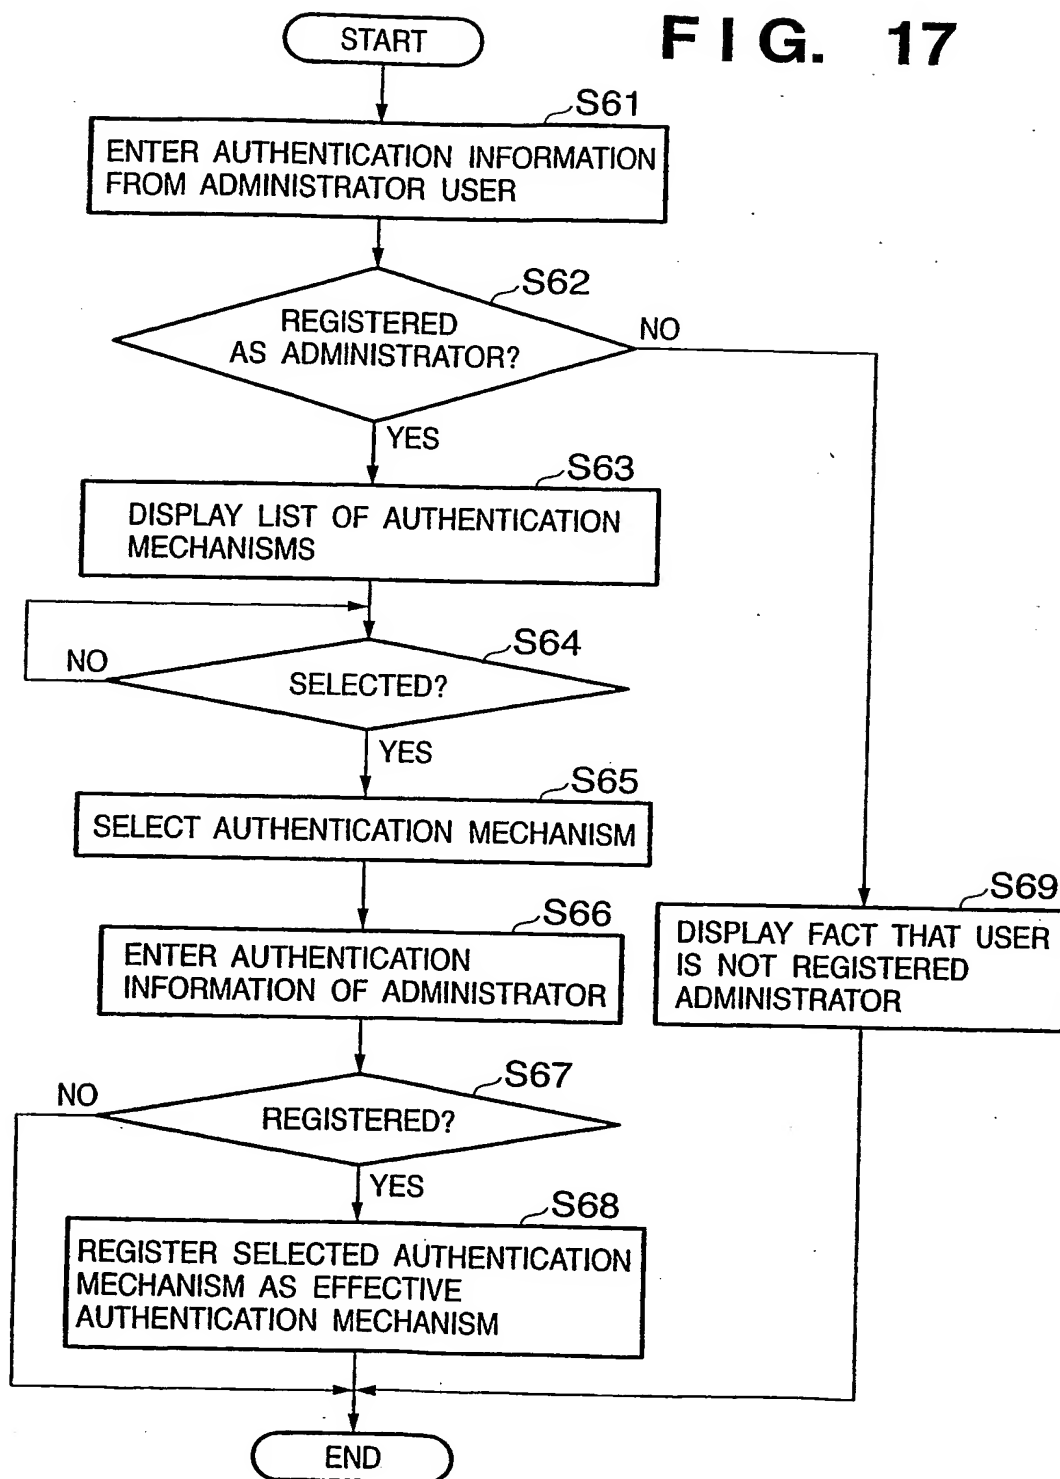 FIG. 17
START
S61
ENTER AUTHENTICATION INFORMATION
FROM ADMINISTRATOR USER
S62
REGISTERED
AS ADMINISTRATOR?
NO
YES
S63
DISPLAY LIST OF AUTHENTICATION
MECHANISMS
S64
NO
SELECTED?
YES
S65
SELECT AUTHENTICATION MECHANISM
S66
ENTER AUTHENTICATION
INFORMATION OF ADMINISTRATOR
S69
DISPLAY FACT THAT USER
IS NOT REGISTERED
ADMINISTRATOR
S67
NO
REGISTERED?
YES
S68
REGISTER SELECTED AUTHENTICATION
MECHANISM AS EFFECTIVE
AUTHENTICATION MECHANISM
END